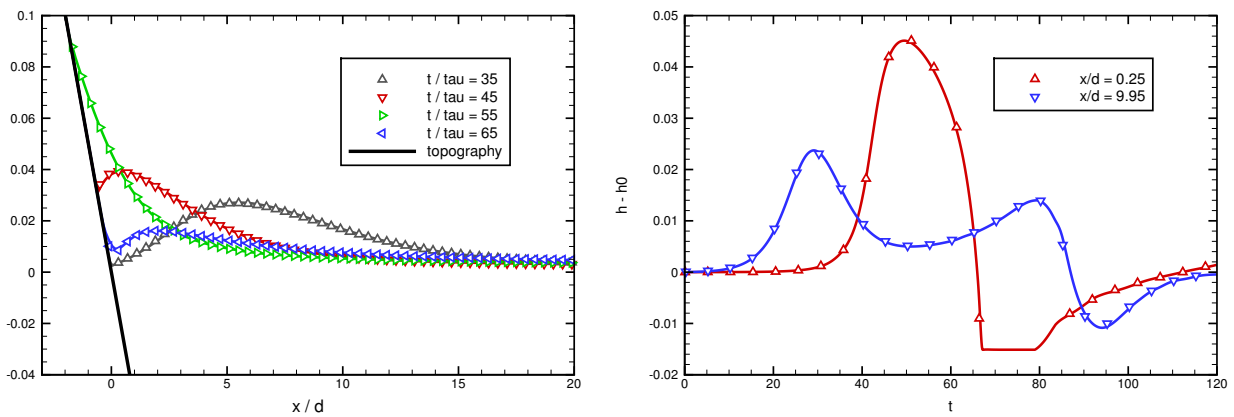 0.1
0.08
0.06
0.04
0.02
0
-0.02
-0.04
0
5
10
15
20
x / d
t / tau = 35
t / tau = 45
t / tau = 55
t / tau = 65
topography
0.05
0.04
0.03
0.02
0.01
0
-0.01
-0.02
h - h0
0
20
40
60
80
100
120
t
x/d = 0.25
x/d = 9.95